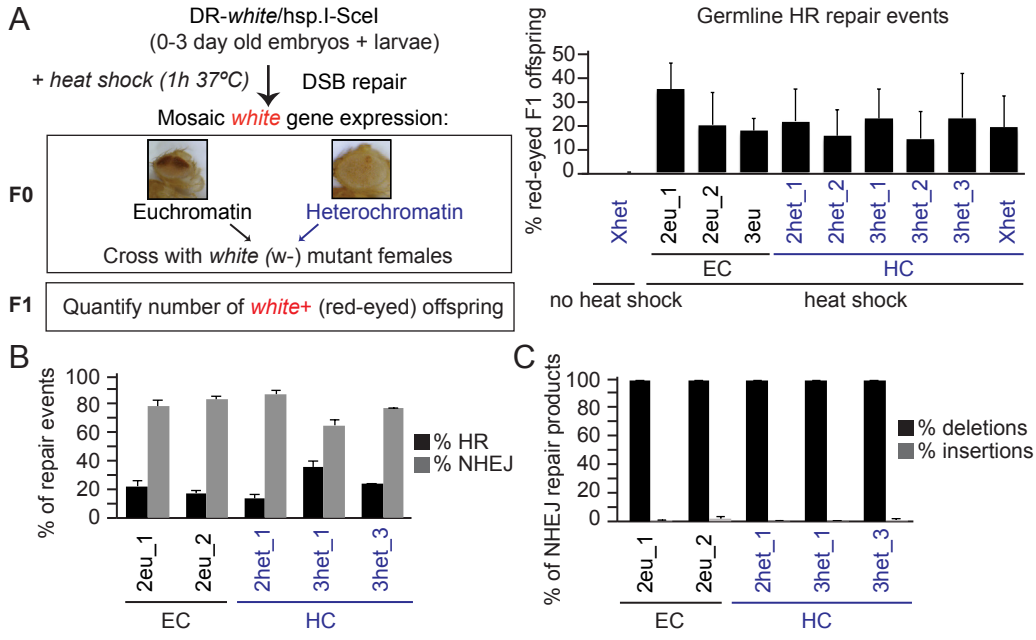 A
DR-white/hsp.I-SceI
(0-3 day old embryos + larvae)
+ heat shock (1h 37ºC)
DSB repair
Mosaic white gene expression:
F0
Euchromatin
Heterochromatin
Cross with white (w-) mutant females
F1
Quantify number of white+ (red-eyed) offspring
Germline HR repair events
% red-eyed F1 offspring
50
40
30
20
10
0
Xhet
2eu_1
2eu_2
3eu
2het_1
2het_2
3het_1
3het_2
3het_3
Xhet
EC
HC
no heat shock
heat shock
B
% of repair events
100
80
60
40
20
0
% HR
% NHEJ
2eu_1
2eu_2
2het_1
3het_1
3het_3
EC
HC
C
% of NHEJ repair products
100
80
60
40
20
0
% deletions
% insertions
2eu_1
2eu_2
2het_1
3het_1
3het_3
EC
HC